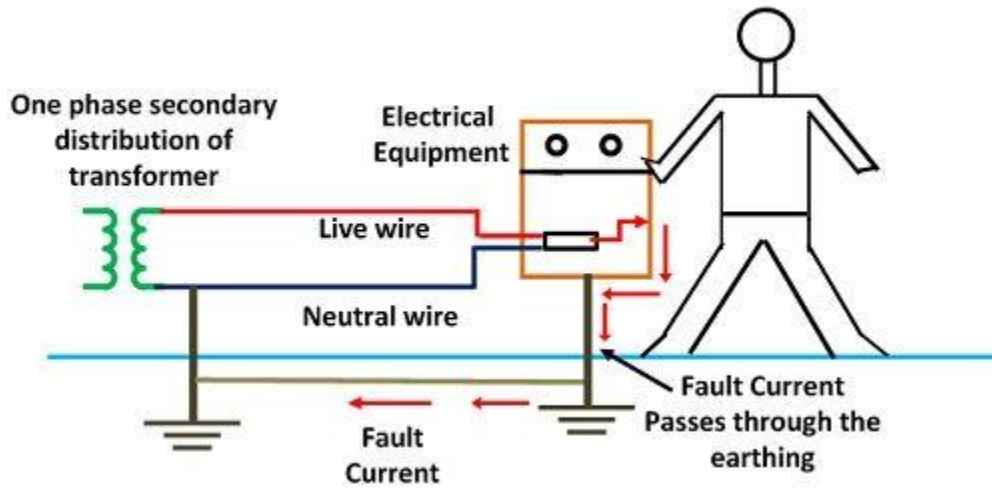 One phase secondary
distribution of
transformer
Electrical
Equipment
Live wire
Neutral wire
Fault
Current
Fault Current
Passes through the
earthing